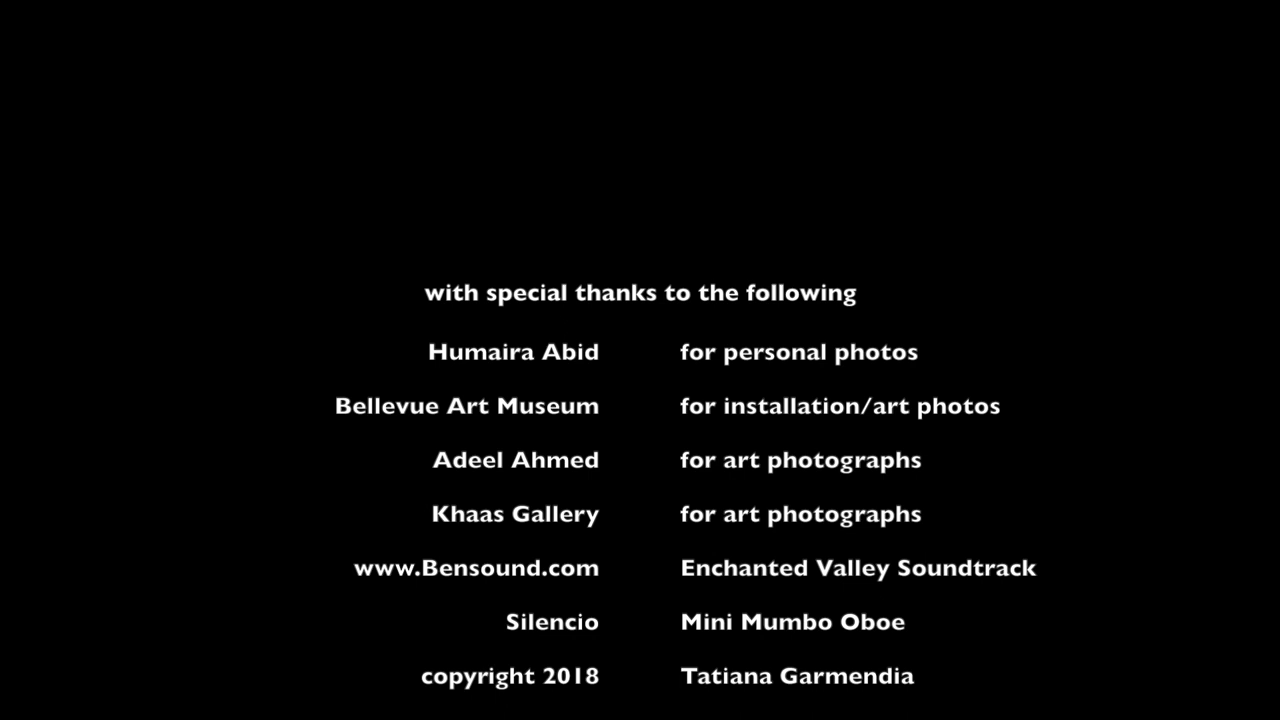 with special thanks to the following
Humaira Abid for personal photos
Bellevue Art Museum for installation/art photos
Adeel Ahmed for art photographs
Khaas Gallery for art photographs
www.Bensound.com Enchanted Valley Soundtrack
Silencio Mini Mumbo Oboe
copyright 2018 Tatiana Garmendia